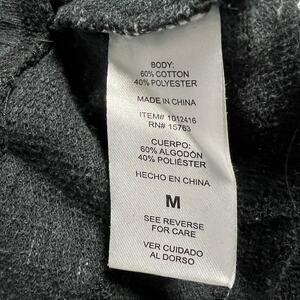 BODY:
60% COTTON
40% POLYESTER
MADE IN CHINA
ITEM# 1012416
RN# 15763
CUERPO:
60% ALGODÓN
40% POLIÉSTER
HECHO EN CHINA
M
SEE REVERSE
FOR CARE
VER CUIDADO
AL DORSO